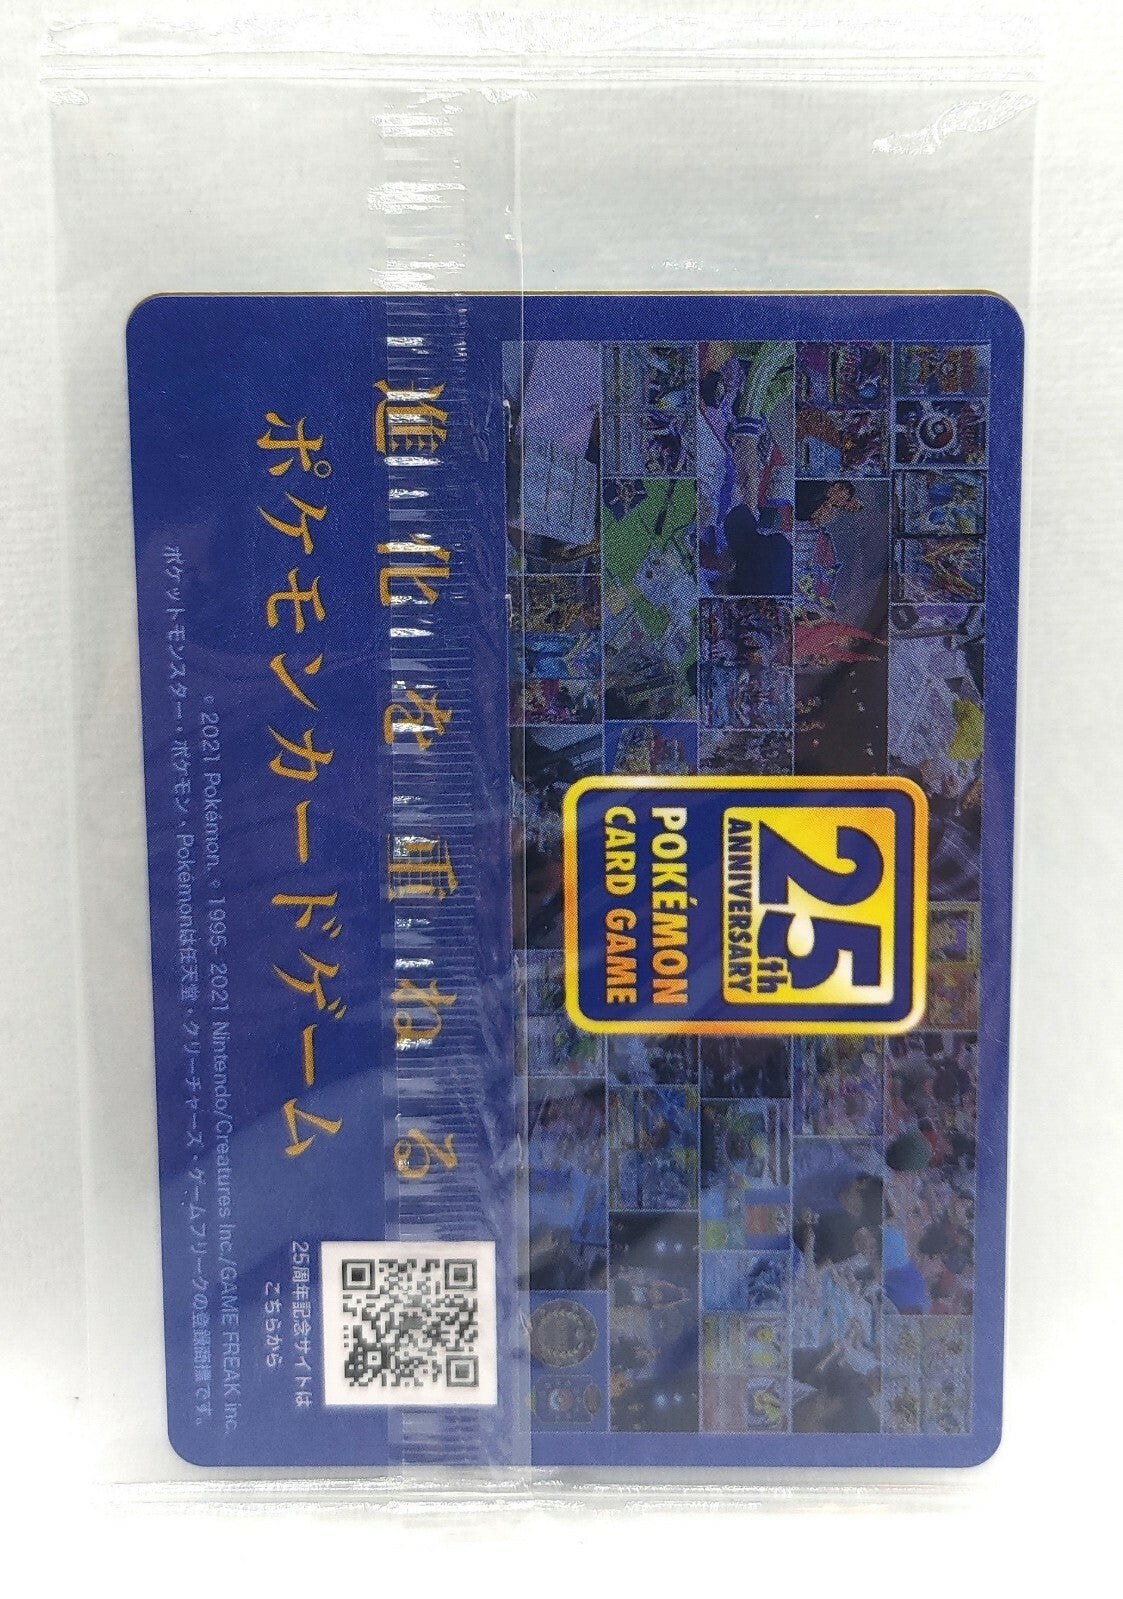 25th
ANNIVERSARY
POKÉMON
CARD GAME
進化を重ねる
ポケモンカードゲーム
25周年記念サイトは
こちらから
© 2021 Pokémon. © 1995- 2021 Nintendo/Creatures Inc./GAME FREAK inc.
ポケットモンスター・ポケモン・Pokémonは任天堂・クリーチャーズ・ゲームフリークの登録商標です。